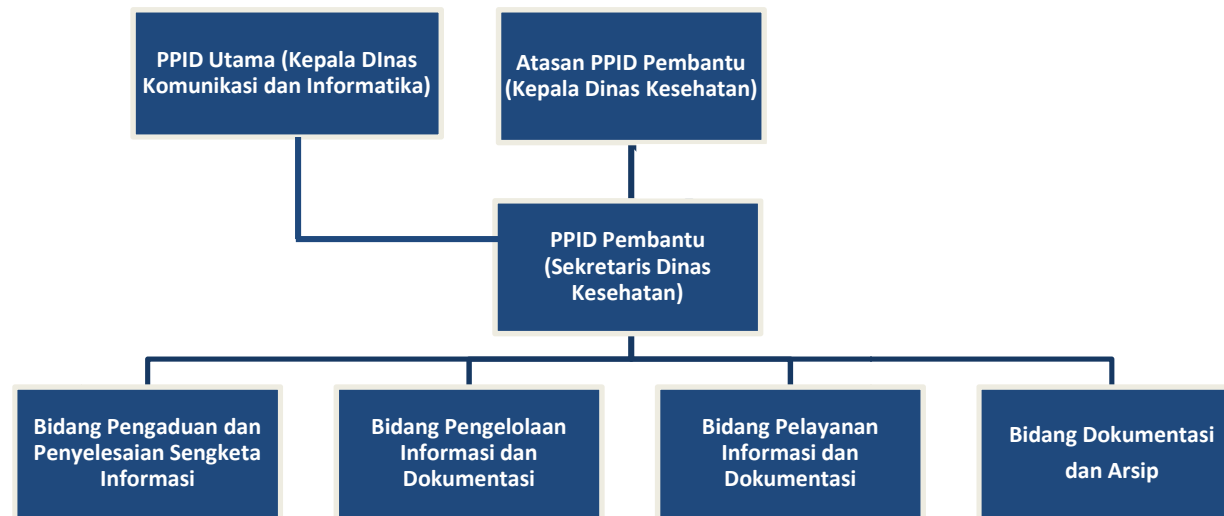 PPID Utama (Kepala DInas
Komunikasi dan Informatika)
Atasan PPID Pembantu
(Kepala Dinas Kesehatan)
PPID Pembantu
(Sekretaris Dinas
Kesehatan)
Bidang Pengaduan dan
Penyelesaian Sengketa
Informasi
Bidang Pengelolaan
Informasi dan
Dokumentasi
Bidang Pelayanan
Informasi dan
Dokumentasi
Bidang Dokumentasi
dan Arsip